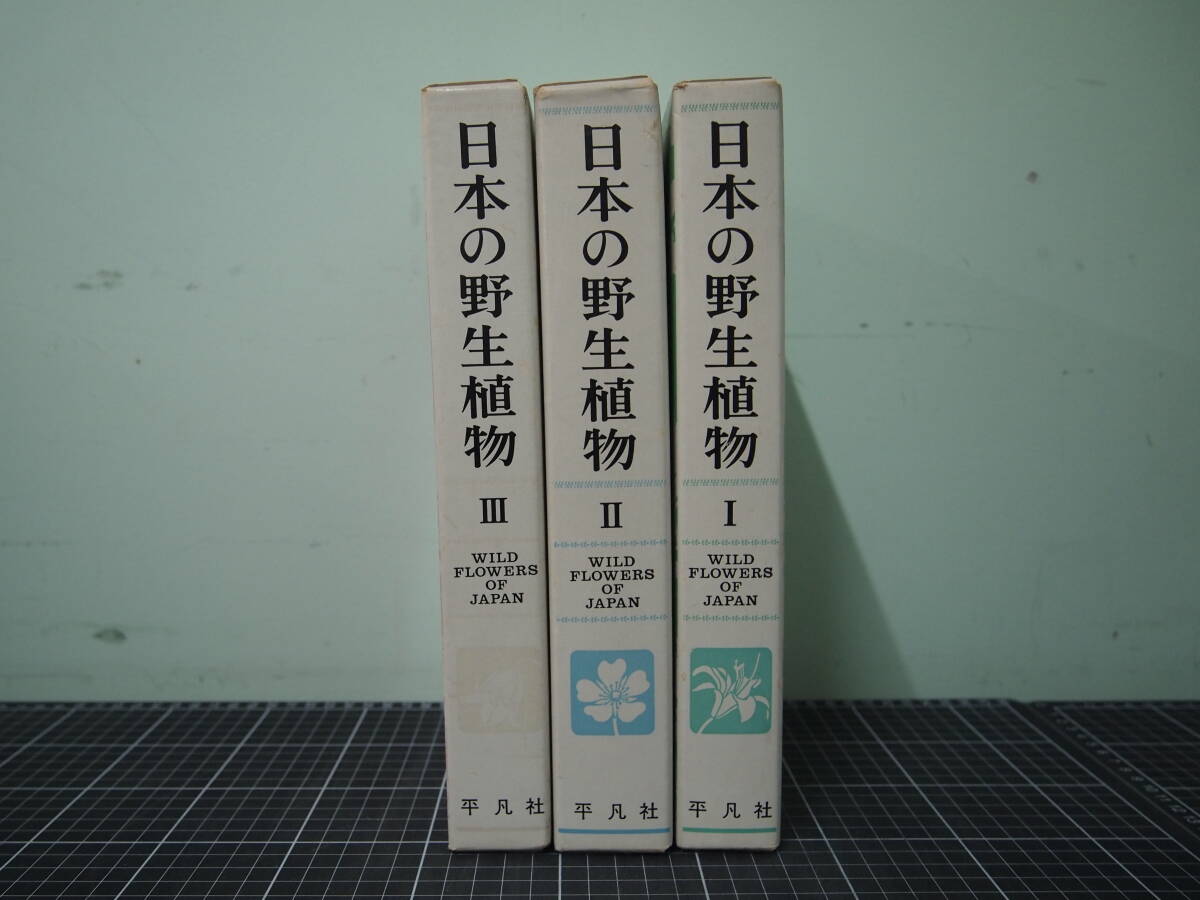 日本の野生植物
I
WILD
FLOWERS
OF
JAPAN
平凡社
日本の野生植物
II
WILD
FLOWERS
OF
JAPAN
平凡社
日本の野生植物
III
WILD
FLOWERS
OF
JAPAN
平凡社